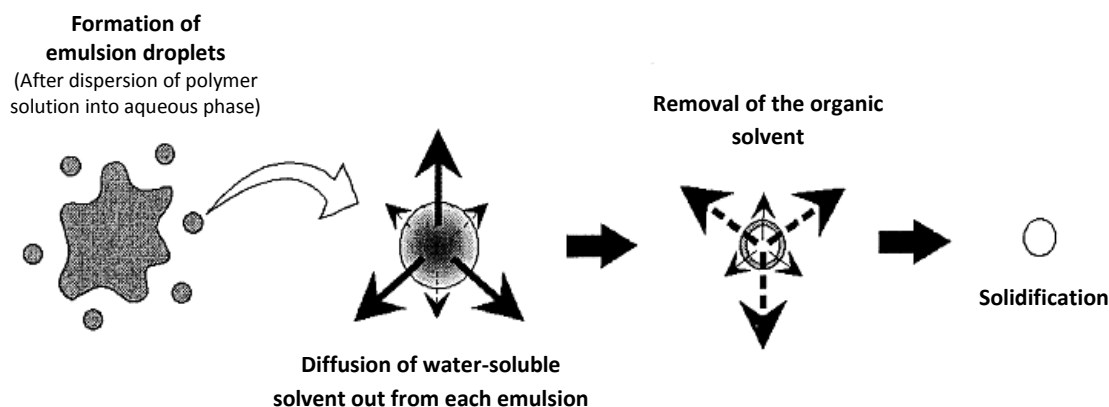 Formation of
emulsion droplets
(After dispersion of polymer
solution into aqueous phase)
Diffusion of water-soluble
solvent out from each emulsion
Removal of the organic
solvent
Solidification